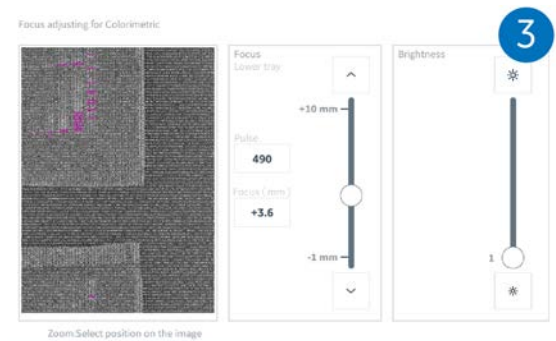 3
Focus adjusting for Colorimetric
Focus
Lower tray
+10 mm
Pulse
490
Focus (mm)
+3.6
-1 mm
Brightness
1
Zoom:Select position on the image